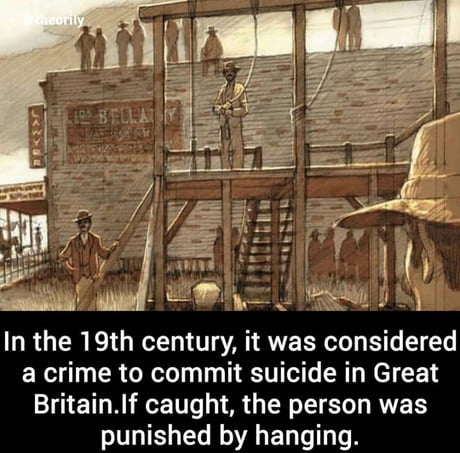 theorily
LAWYER
In the 19th century, it was considered
a crime to commit suicide in Great
Britain.If caught, the person was
punished by hanging.